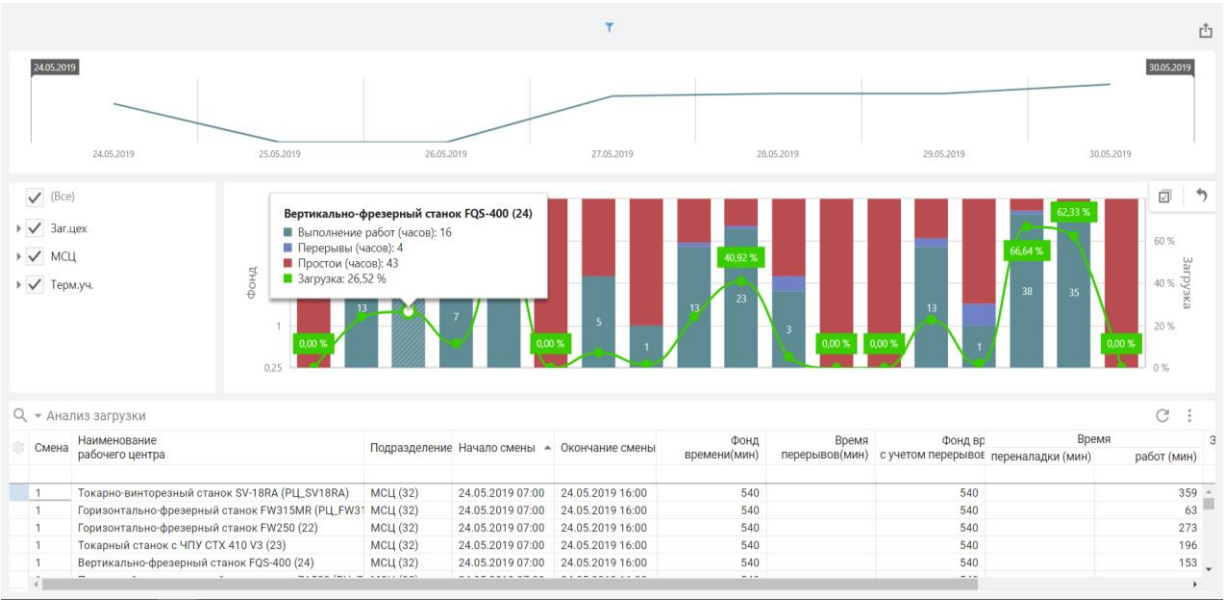 24.05.2019
30.05.2019
24.05.2019
25.05.2019
26.05.2019
27.05.2019
28.05.2019
29.05.2019
30.05.2019
(Все)
Заг.цех
МСЦ
Терм.уч.
Вертикально-фрезерный станок FQS-400 (24)
Выполнение работ (часов): 16
Перерывы (часов): 4
Простои (часов): 43
Загрузка: 26,52 %
Фонд
1
0,25
0,00 %
13
7
0,00 %
5
1
13
40,92 %
23
3
0,00 %
0,00 %
13
1
66,64 %
38
62,33 %
35
0,00 %
60 %
40 %
20 %
0 %
Загрузка
Анализ загрузки
Смена Наименование рабочего центра Подразделение Начало смены Окончание смены Фонд времени(мин) Время перерывов(мин) Фонд вр с учетом перерывов Время переналадки (мин) работ (мин) З
1 Токарно-винторезный станок SV-18RA (РЦ_SV18RA) МСЦ (32) 24.05.2019 07:00 24.05.2019 16:00 540 540 359
1 Горизонтально-фрезерный станок FW315MR (РЦ_FW31 МСЦ (32) 24.05.2019 07:00 24.05.2019 16:00 540 540 63
1 Горизонтально-фрезерный станок FW250 (22) МСЦ (32) 24.05.2019 07:00 24.05.2019 16:00 540 540 273
1 Токарный станок с ЧПУ CTX 410 V3 (23) МСЦ (32) 24.05.2019 07:00 24.05.2019 16:00 540 540 196
1 Вертикально-фрезерный станок FQS-400 (24) МСЦ (32) 24.05.2019 07:00 24.05.2019 16:00 540 540 153